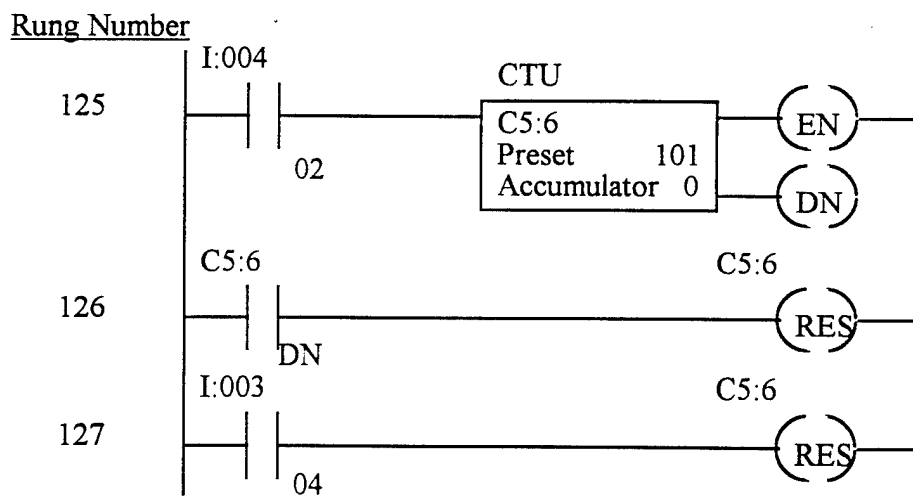 Rung Number
I:004
CTU
125
C5:6
EN
Preset 101
02
Accumulator 0
DN
C5:6
C5:6
126
RES
DN
I:003
C5:6
127
RES
04